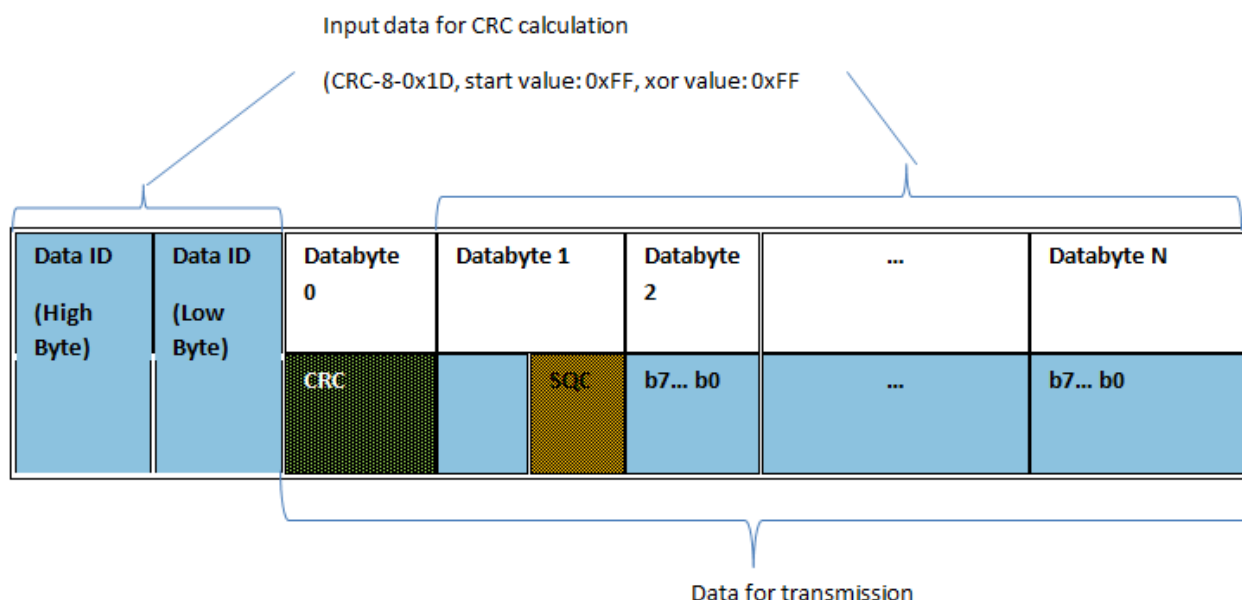 Input data for CRC calculation
(CRC-8-0x1D, start value: 0xFF, xor value: 0xFF
Data ID
(High
Byte)
Data ID
(Low
Byte)
Databyte
0
Databyte 1
Databyte
2
...
Databyte N
CRC
SQC
b7... b0
...
b7... b0
Data for transmission